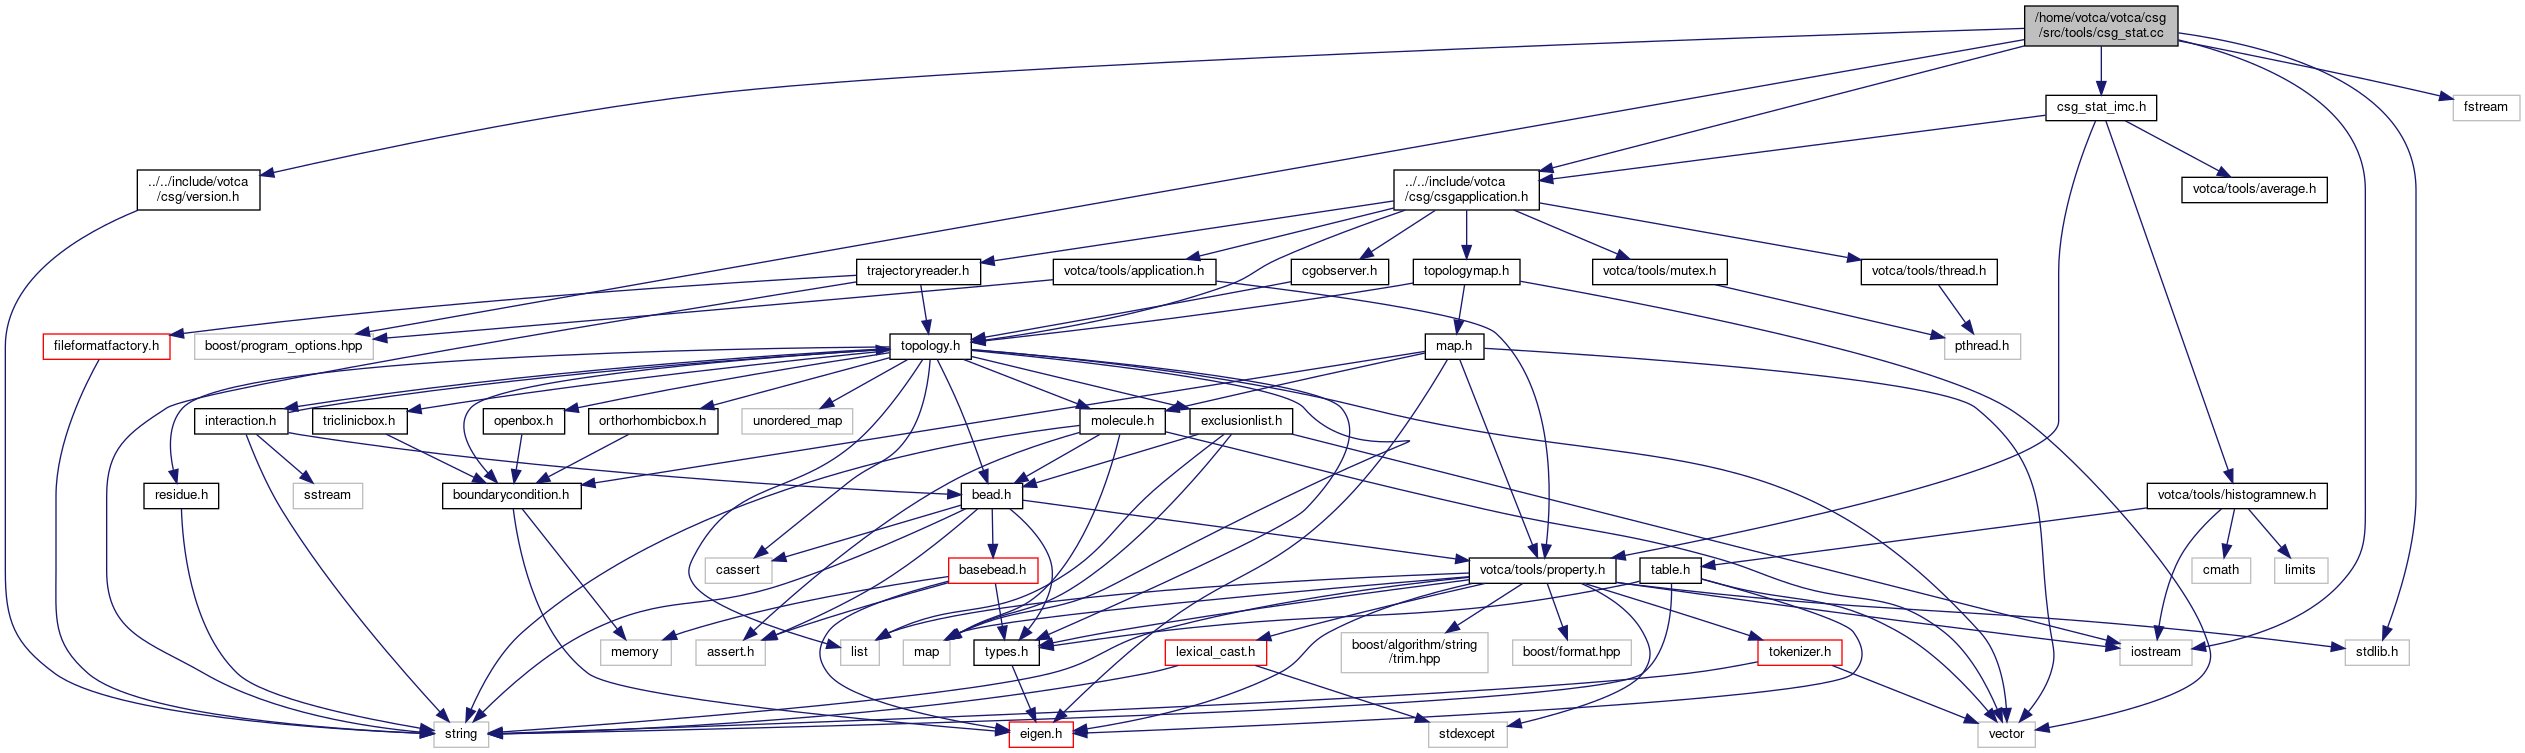 /home/votca/votca/csg
/src/tools/csg_stat.cc
csg_stat_imc.h
fstream
../../include/votca
/csg/version.h
../../include/votca
/csg/csgapplication.h
votca/tools/average.h
trajectoryreader.h
votca/tools/application.h
cgobserver.h
topologymap.h
votca/tools/mutex.h
votca/tools/thread.h
fileformatfactory.h
boost/program_options.hpp
topology.h
map.h
pthread.h
interaction.h
triclinicbox.h
openbox.h
orthorhombicbox.h
unordered_map
molecule.h
exclusionlist.h
residue.h
sstream
boundarycondition.h
bead.h
votca/tools/histogramnew.h
cassert
basebead.h
votca/tools/property.h
table.h
cmath
limits
memory
assert.h
list
map
types.h
lexical_cast.h
boost/algorithm/string
/trim.hpp
boost/format.hpp
tokenizer.h
iostream
stdlib.h
string
eigen.h
stdexcept
vector